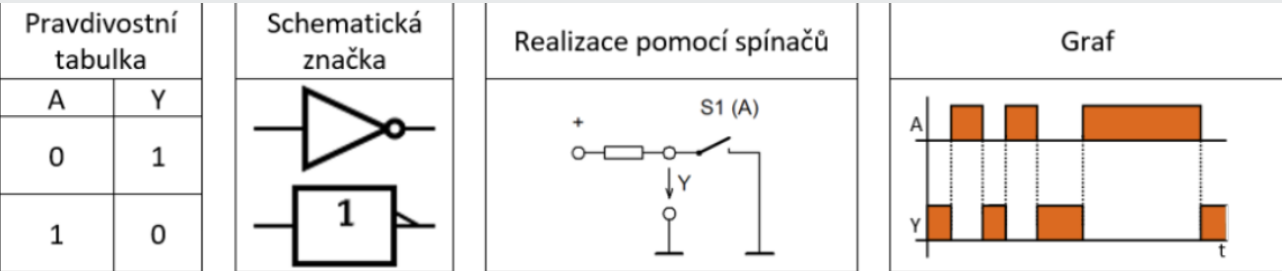 Pravdivostní
tabulka
A Y
0 1
1 0
Schematická
značka
1
Realizace pomocí spínačů
S1 (A)
+
Y
Graf
A
Y
t